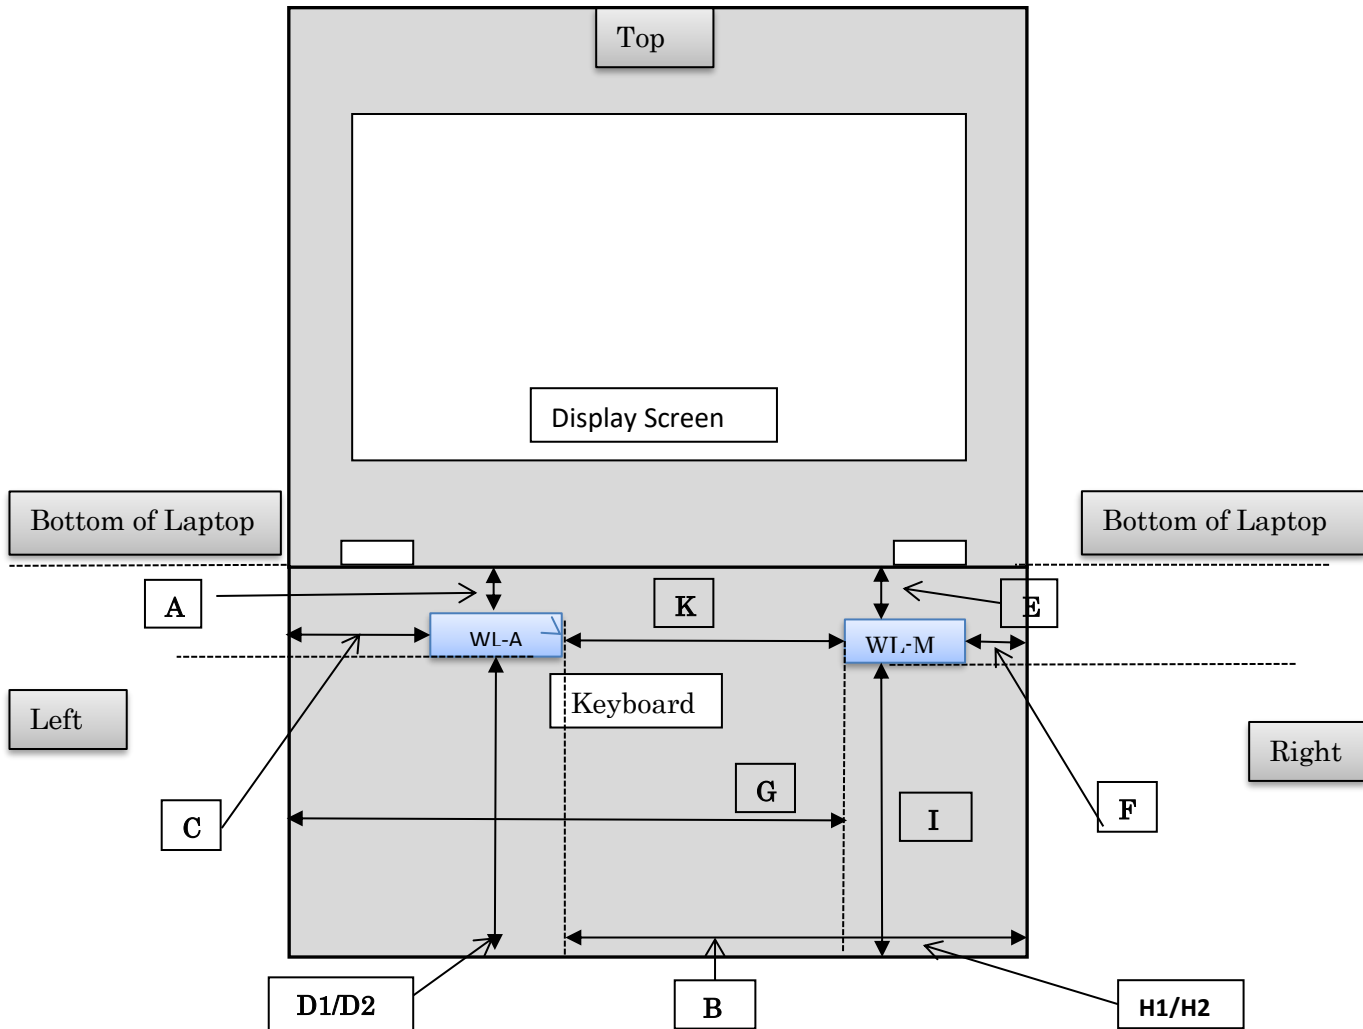 Top
Display Screen
Bottom of Laptop
Bottom of Laptop
A
K
E
WL-A
WL-M
Keyboard
Left
Right
G
C
I
F
D1/D2
B
H1/H2